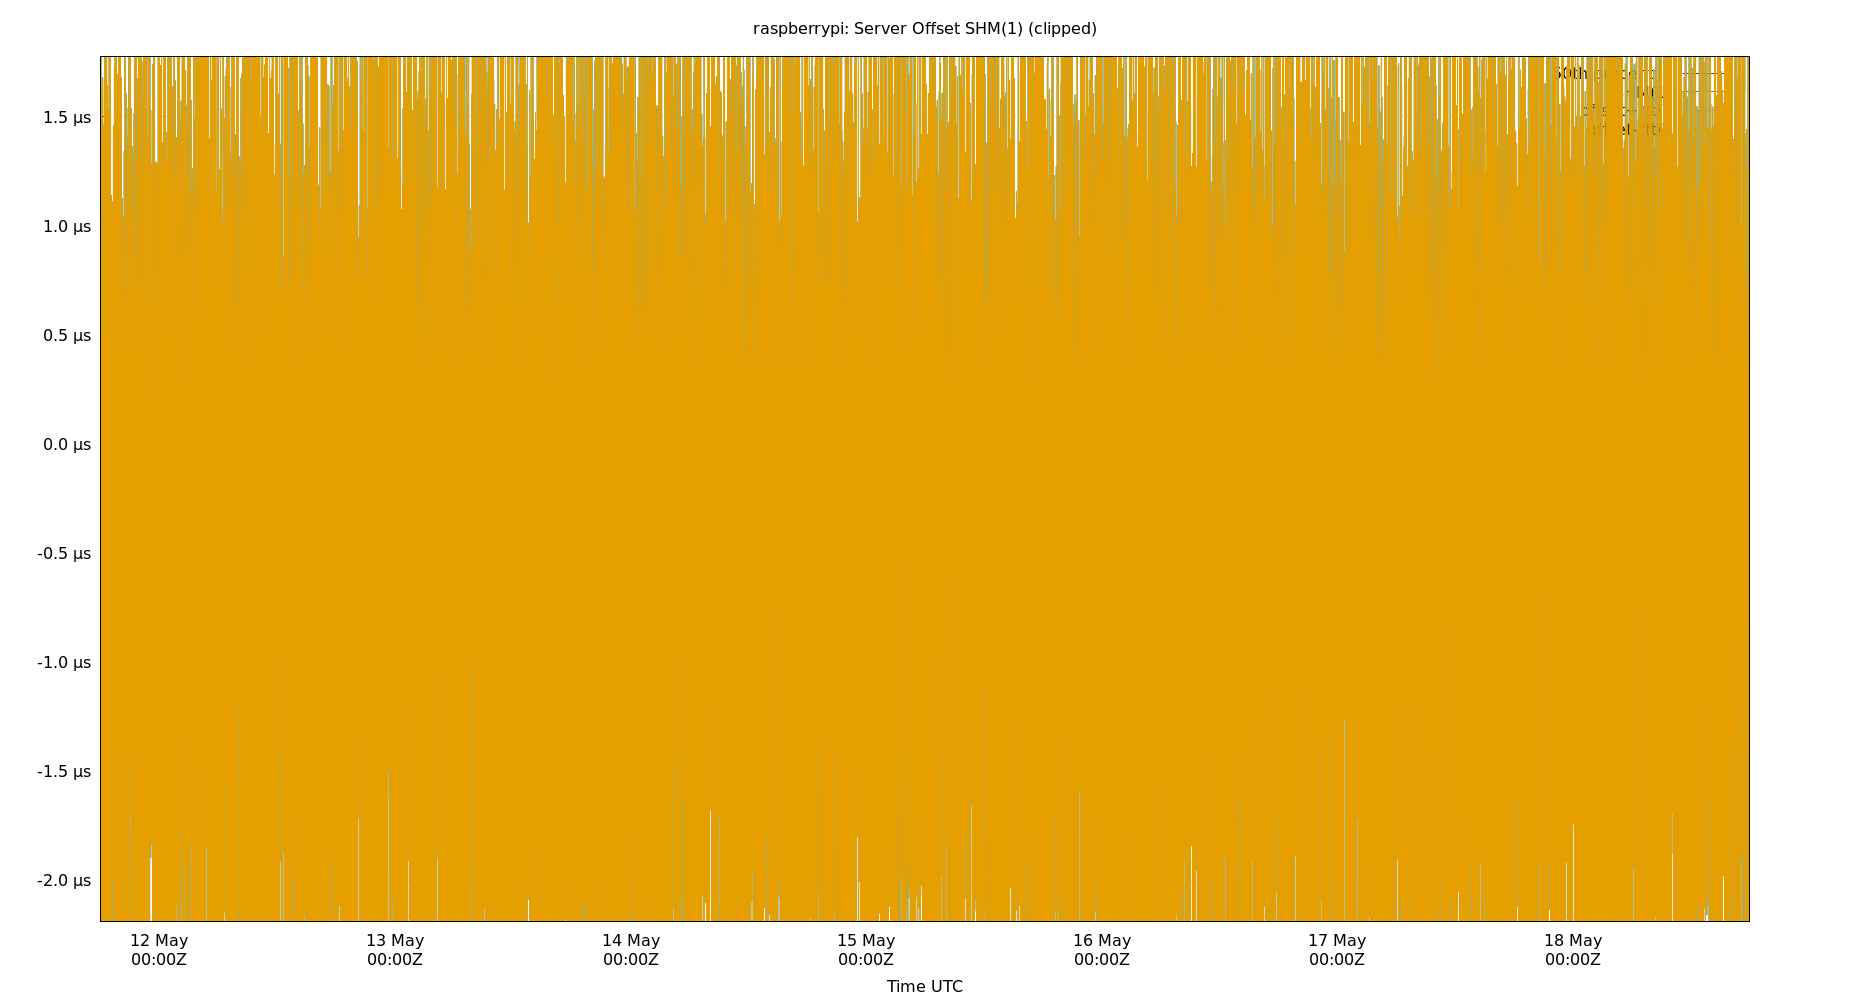 raspberrypi: Server Offset SHM(1) (clipped)
1.5 µs
1.0 µs
0.5 µs
0.0 µs
-0.5 µs
-1.0 µs
-1.5 µs
-2.0 µs
12 May
00:00Z
13 May
00:00Z
14 May
00:00Z
15 May
00:00Z
16 May
00:00Z
17 May
00:00Z
18 May
00:00Z
Time UTC